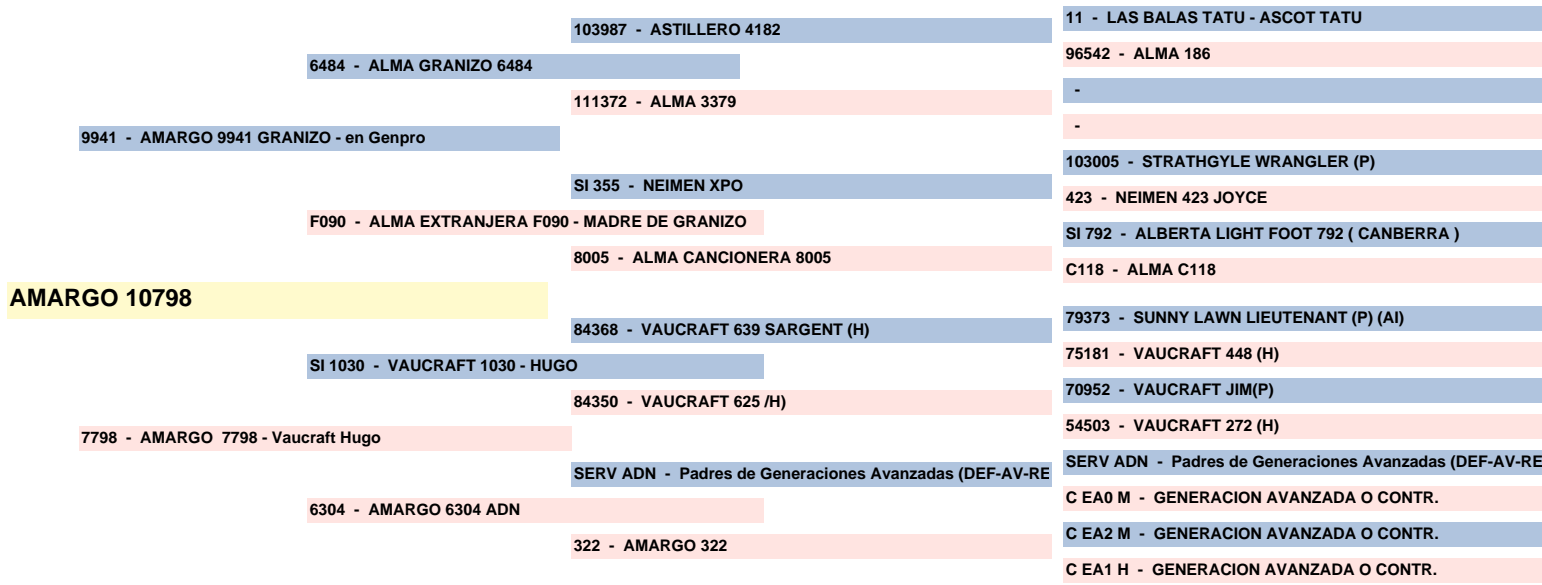 11 - LAS BALAS TATU - ASCOT TATU
103987 - ASTILLERO 4182
96542 - ALMA 186
6484 - ALMA GRANIZO 6484
-
111372 - ALMA 3379
-
9941 - AMARGO 9941 GRANIZO - en Genpro
103005 - STRATHGYLE WRANGLER (P)
SI 355 - NEIMEN XPO
423 - NEIMEN 423 JOYCE
F090 - ALMA EXTRANJERA F090 - MADRE DE GRANIZO
SI 792 - ALBERTA LIGHT FOOT 792 ( CANBERRA )
8005 - ALMA CANCIONERA 8005
C118 - ALMA C118
AMARGO 10798
79373 - SUNNY LAWN LIEUTENANT (P) (AI)
84368 - VAUCRAFT 639 SARGENT (H)
75181 - VAUCRAFT 448 (H)
SI 1030 - VAUCRAFT 1030 - HUGO
70952 - VAUCRAFT JIM(P)
84350 - VAUCRAFT 625 /H)
54503 - VAUCRAFT 272 (H)
7798 - AMARGO 7798 - Vaucraft Hugo
SERV ADN - Padres de Generaciones Avanzadas (DEF-AV-RE
SERV ADN - Padres de Generaciones Avanzadas (DEF-AV-RE
C EA0 M - GENERACION AVANZADA O CONTR.
6304 - AMARGO 6304 ADN
C EA2 M - GENERACION AVANZADA O CONTR.
322 - AMARGO 322
C EA1 H - GENERACION AVANZADA O CONTR.